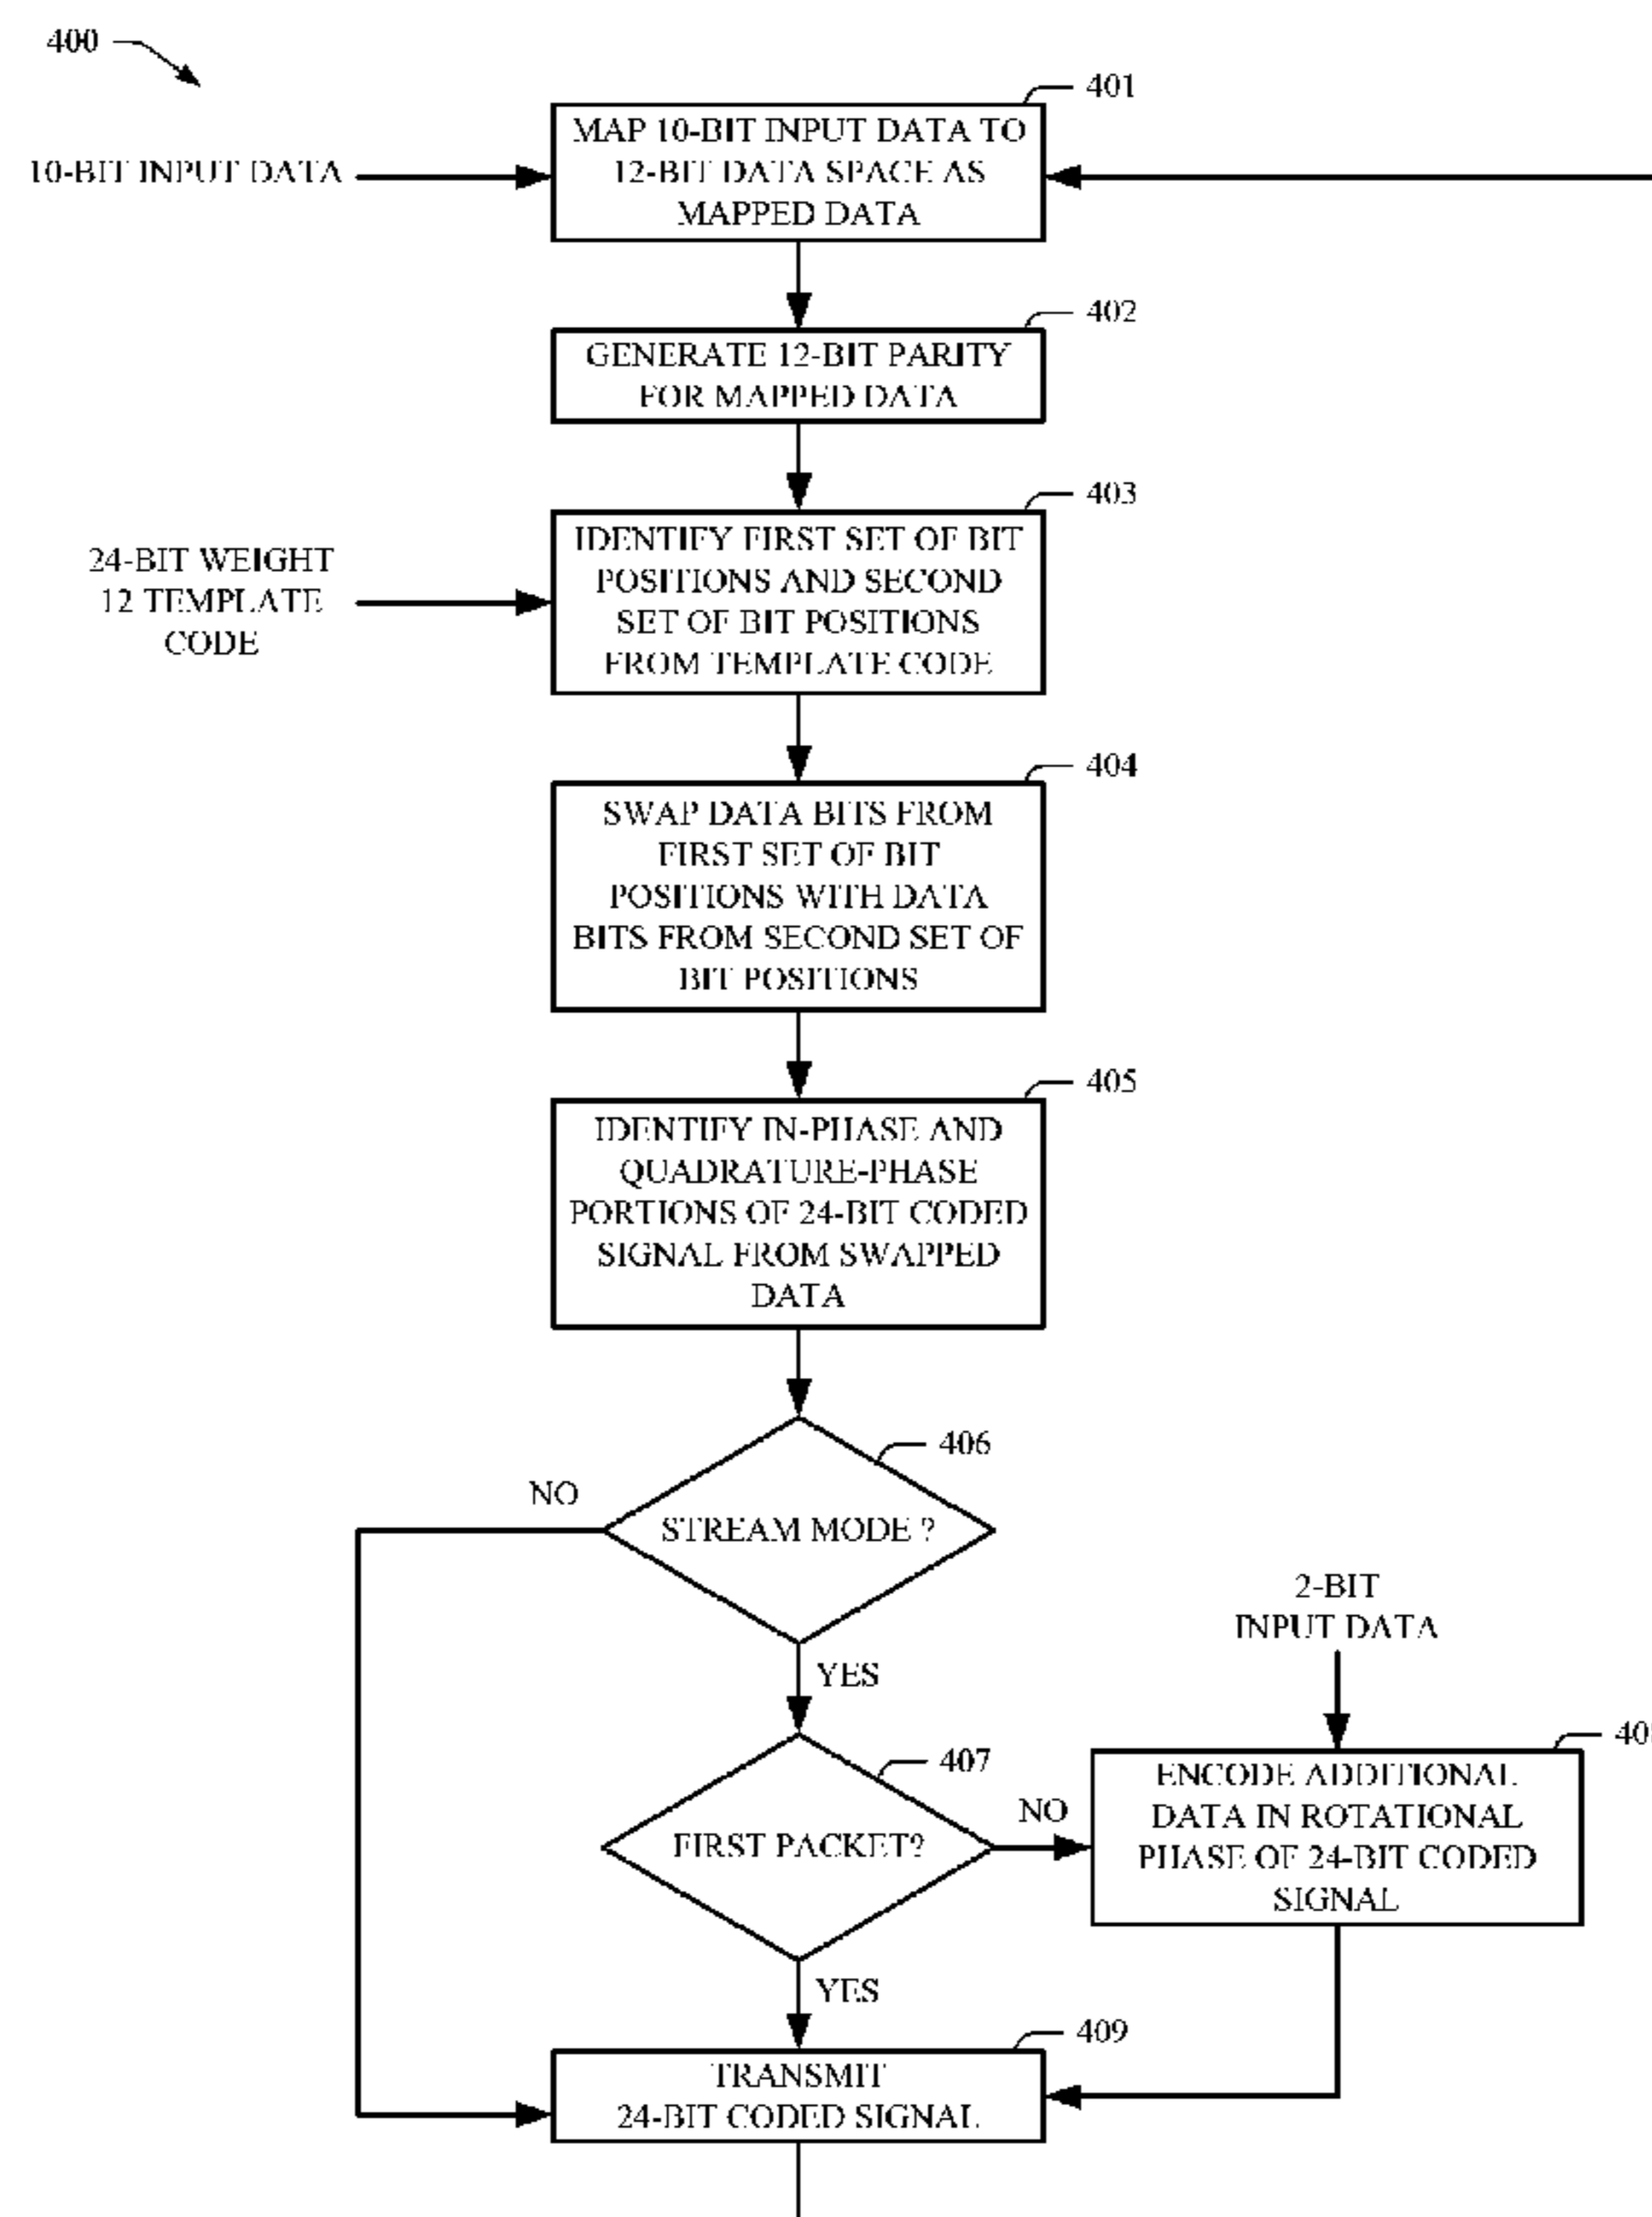 400
401
MAP 10-BIT INPUT DATA TO
12-BIT DATA SPACE AS
MAPPED DATA
10-BIT INPUT DATA
402
GENERATE 12-BIT PARITY
FOR MAPPED DATA
403
IDENTIFY FIRST SET OF BIT
POSITIONS AND SECOND
SET OF BIT POSITIONS
FROM TEMPLATE CODE
24-BIT WEIGHT
12 TEMPLATE
CODE
404
SWAP DATA BITS FROM
FIRST SET OF BIT
POSITIONS WITH DATA
BITS FROM SECOND SET OF
BIT POSITIONS
405
IDENTIFY IN-PHASE AND
QUADRATURE-PHASE
PORTIONS OF 24-BIT CODED
SIGNAL FROM SWAPPED
DATA
406
NO
STREAM MODE ?
YES
2-BIT
INPUT DATA
407
FIRST PACKET?
NO
ENCODE ADDITIONAL
DATA IN ROTATIONAL
PHASE OF 24-BIT CODED
SIGNAL
YES
409
TRANSMIT
24-BIT CODED SIGNAL